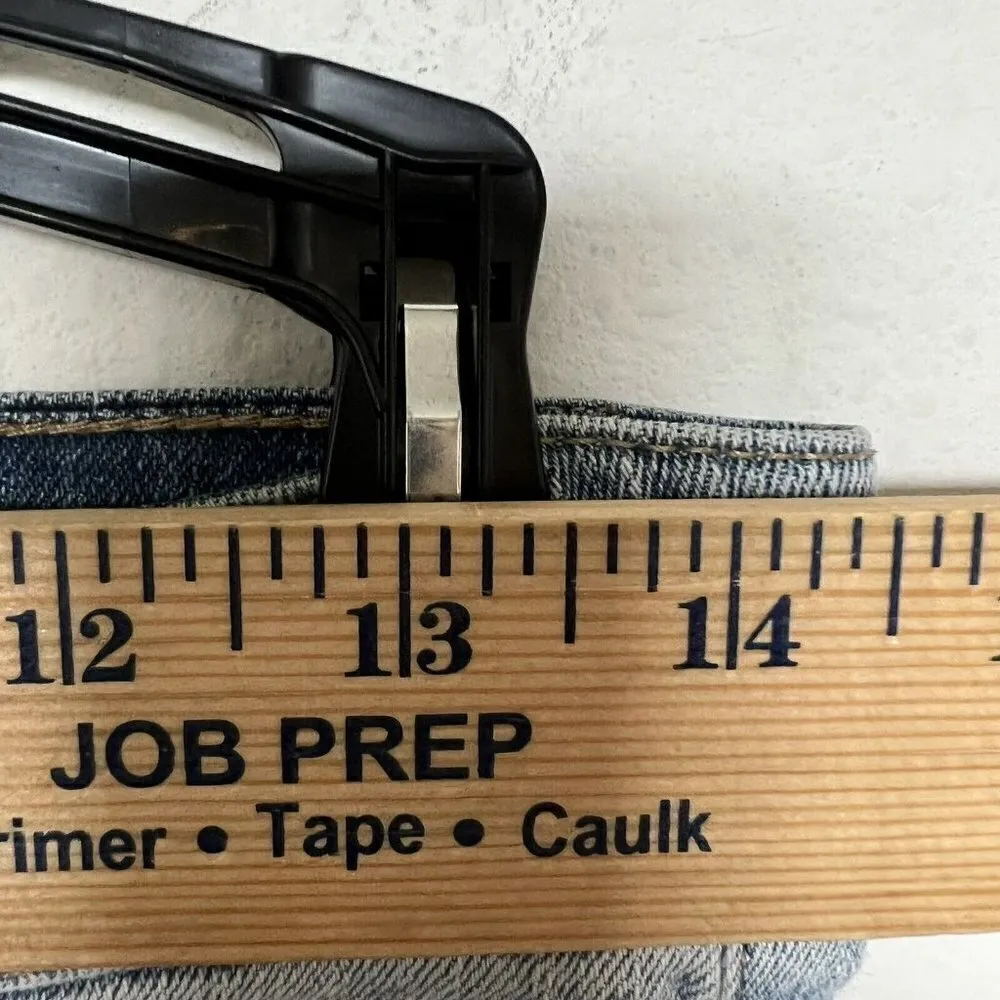 12 13 14
JOB PREP
rimer • Tape • Caulk